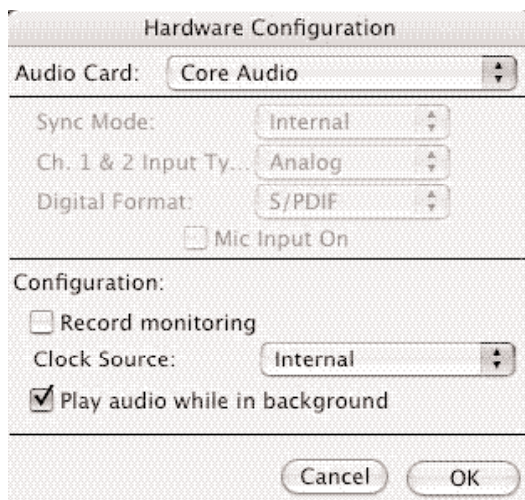 Hardware Configuration
Audio Card: Core Audio
Sync Mode: Internal
Ch. 1 & 2 Input Ty... Analog
Digital Format: S/PDIF
Mic Input On
Configuration:
Record monitoring
Clock Source: Internal
Play audio while in background
Cancel OK